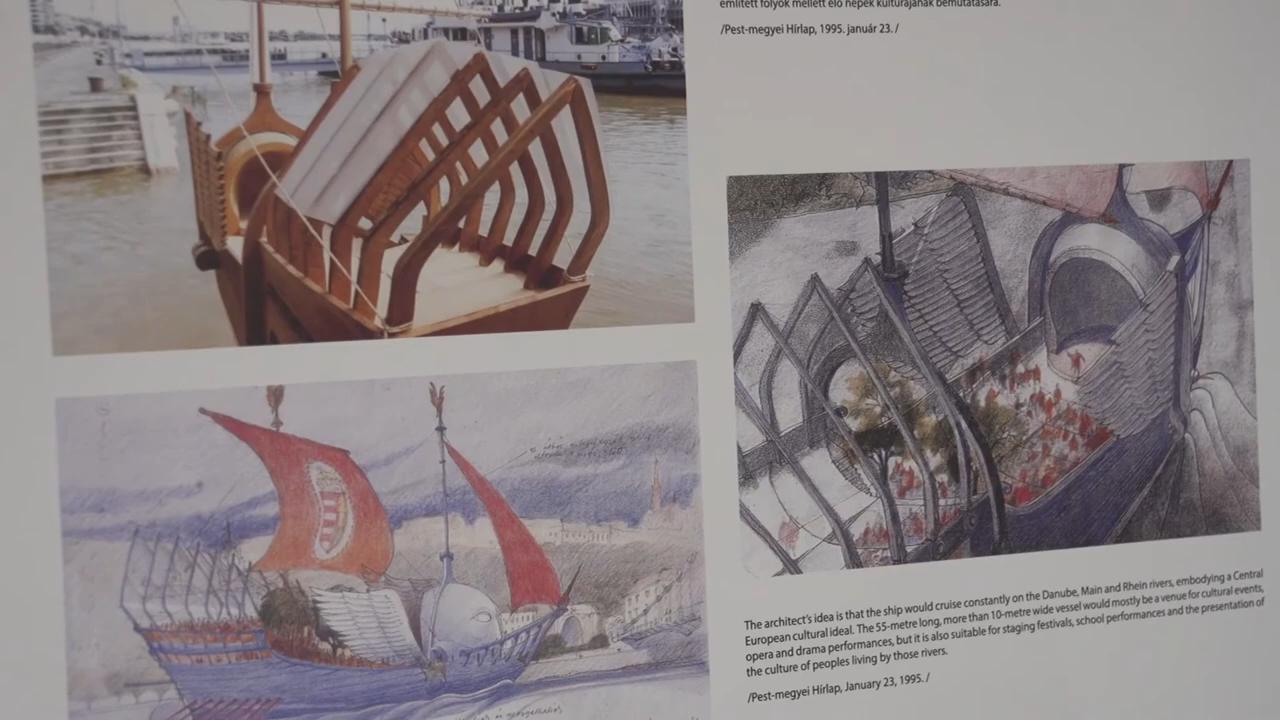 említett folyók mellett élő népek kultúrájának bemutatására.
/Pest-megyei Hírlap, 1995. január 23. /
The architect's idea is that the ship would cruise constantly on the Danube, Main and Rhein rivers, embodying a Central
European cultural ideal. The 55-metre long, more than 10-metre wide vessel would mostly be a venue for cultural events,
opera and drama performances, but it is also suitable for staging festivals, school performances and the presentation of
the culture of peoples living by those rivers.
/Pest-megyei Hírlap, January 23, 1995. /